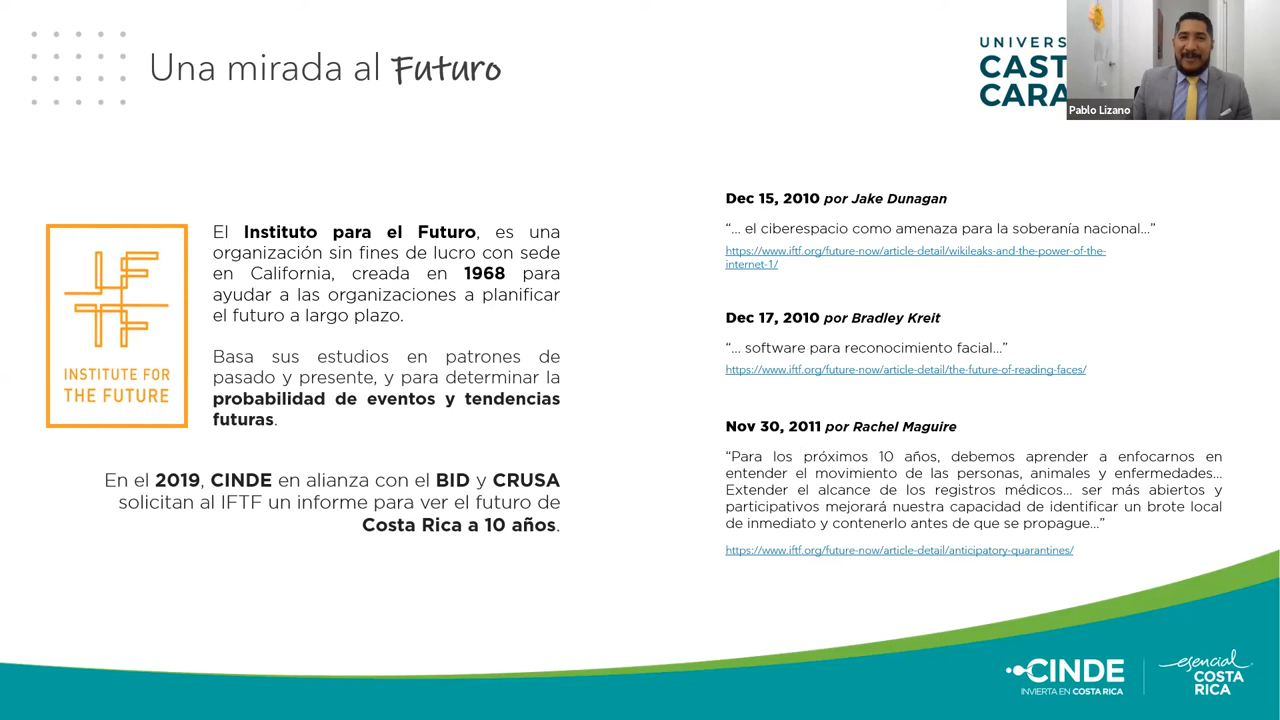 Una mirada al Futuro
UNIVERS
CAST
CARA
Pablo Lizano
INSTITUTE FOR
THE FUTURE
El Instituto para el Futuro, es una
organización sin fines de lucro con sede
en California, creada en 1968 para
ayudar a las organizaciones a planificar
el futuro a largo plazo.
Basa sus estudios en patrones de
pasado y presente, y para determinar la
probabilidad de eventos y tendencias
futuras.
En el 2019, CINDE en alianza con el BID y CRUSA
solicitan al IFTF un informe para ver el futuro de
Costa Rica a 10 años.
Dec 15, 2010 por Jake Dunagan
“... el ciberespacio como amenaza para la soberanía nacional...”
https://www.iftf.org/future-now/article-detail/wikileaks-and-the-power-of-the-
internet-1/
Dec 17, 2010 por Bradley Kreit
“... software para reconocimiento facial...”
https://www.iftf.org/future-now/article-detail/the-future-of-reading-faces/
Nov 30, 2011 por Rachel Maguire
“Para los próximos 10 años, debemos aprender a enfocarnos en
entender el movimiento de las personas, animales y enfermedades...
Extender el alcance de los registros médicos... ser más abiertos y
participativos mejorará nuestra capacidad de identificar un brote local
de inmediato y contenerlo antes de que se propague...”
https://www.iftf.org/future-now/article-detail/anticipatory-quarantines/
CINDE
INVIERTA EN COSTA RICA
esencial
COSTA
RICA